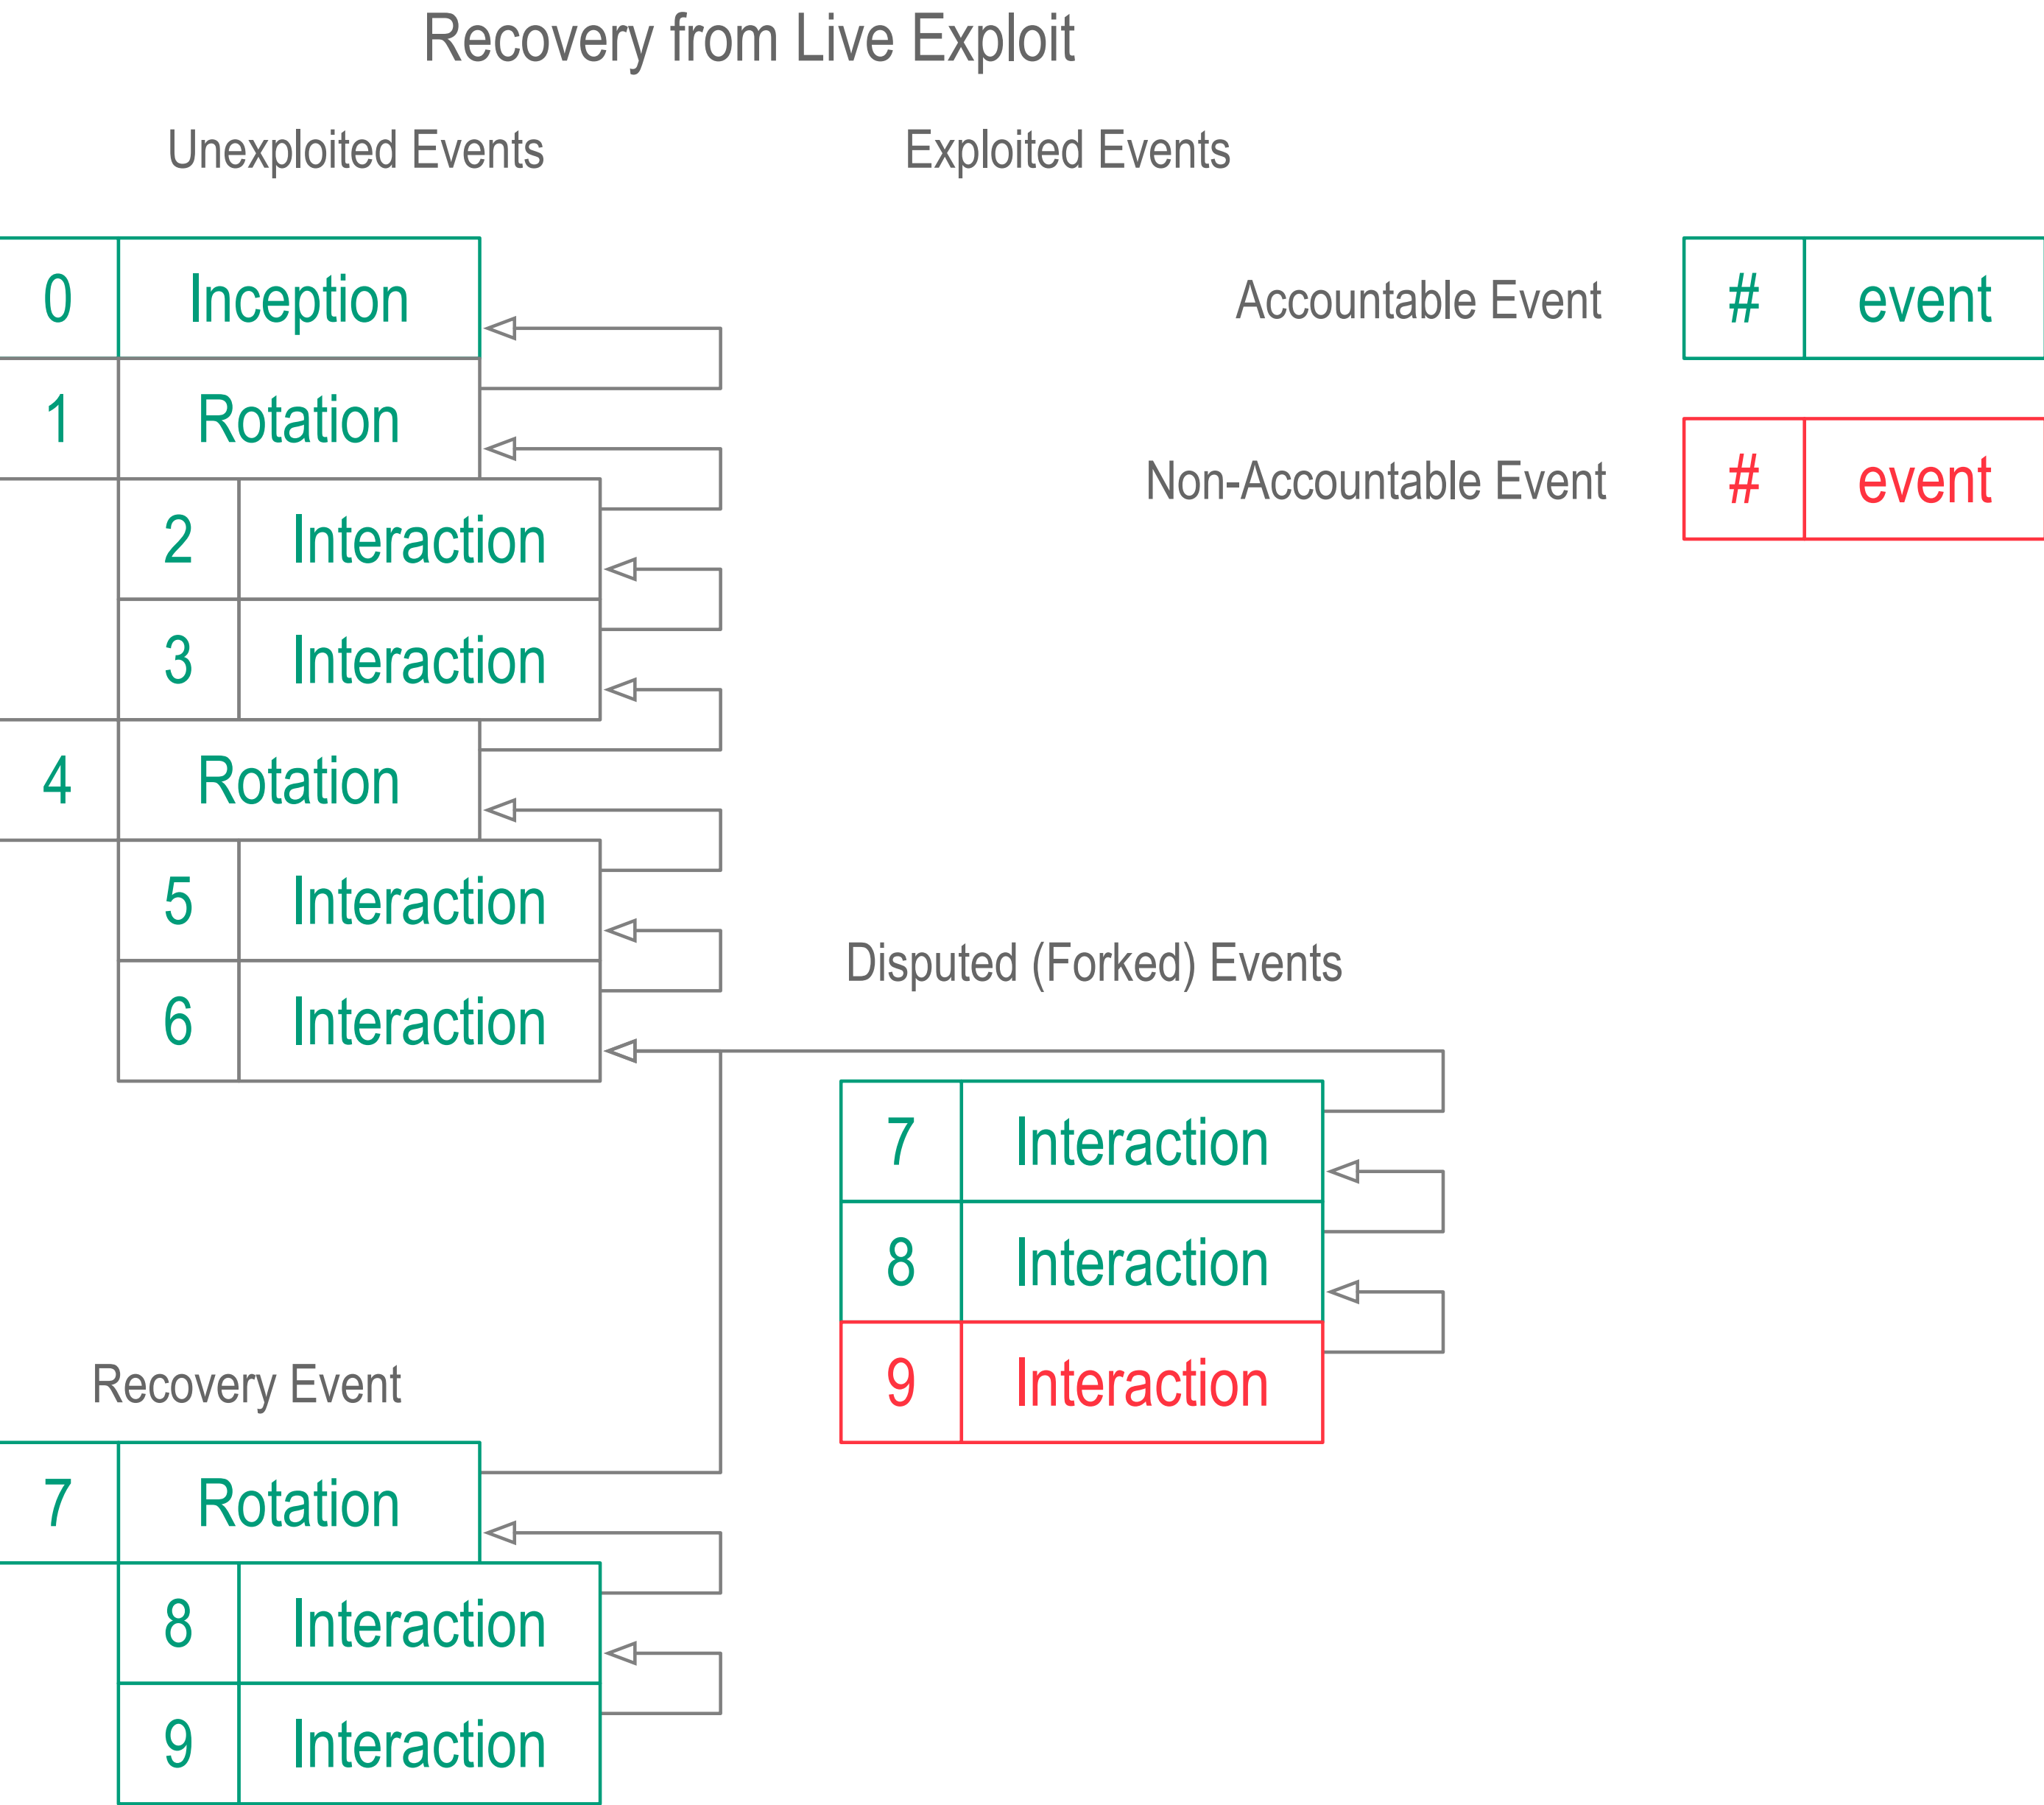 Recovery from Live Exploit
Unexploited Events
Exploited Events
0 Inception
Accountable Event # event
1 Rotation
Non-Accountable Event # event
2 Interaction
3 Interaction
4 Rotation
5 Interaction
6 Interaction
Disputed (Forked) Events
7 Interaction
8 Interaction
9 Interaction
Recovery Event
7 Rotation
8 Interaction
9 Interaction